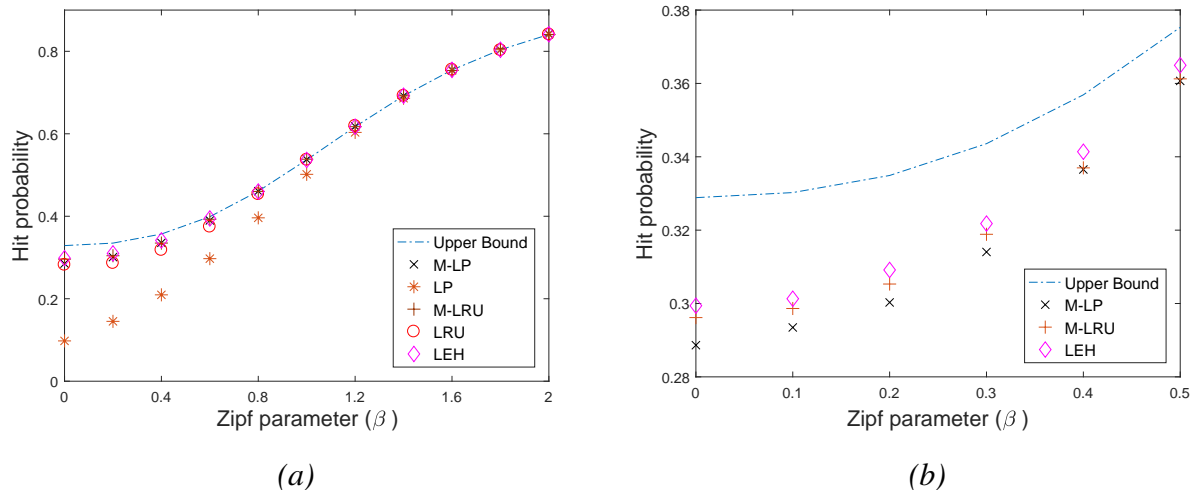 0.8
0.6
0.4
0.2
0
Hit probability
0 0.4 0.8 1.2 1.6 2
Zipf parameter (β )
Upper Bound
M-LP
LP
M-LRU
LRU
LEH
(a)
0.38
0.36
0.34
0.32
0.3
0.28
Hit probability
0 0.1 0.2 0.3 0.4 0.5
Zipf parameter (β )
Upper Bound
M-LP
M-LRU
LEH
(b)